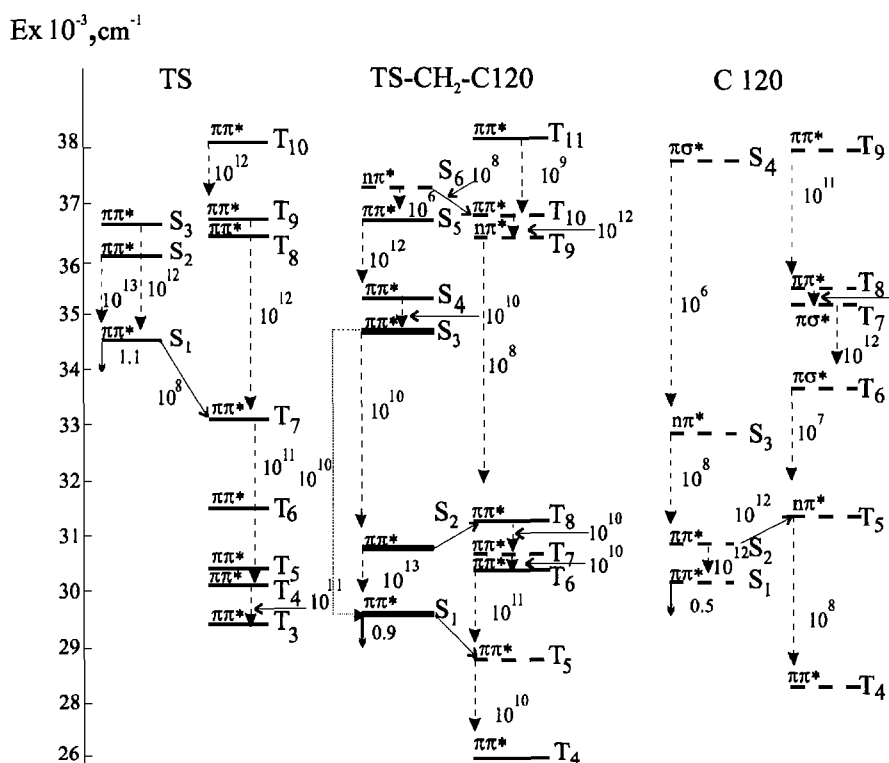 Ex 10⁻³,cm⁻¹
TS TS-CH₂-C120 C 120
38
37
36
35
34
33
32
31
30
29
28
27
26
ππ* T₁₀
10¹²
ππ* S₃
ππ* T₉
ππ* T₈
ππ* S₂
10¹³ 10¹²
10¹²
ππ* S₁
1.1
10⁸
ππ* T₇
10¹¹
ππ* T₆
ππ* T₅
ππ* T₄
10¹¹
ππ* T₃
ππ* T₁₁
nπ* S₆
10⁸
10⁹
10⁶
ππ* S₅
ππ* T₁₀
10¹²
nπ* T₉
10¹²
ππ* S₄
10¹⁰
ππ* S₃
10⁸
10¹⁰
10¹⁰
S₂
ππ*
ππ* T₈
10¹⁰
ππ* T₇
10¹⁰
ππ* T₆
10¹³
ππ* S₁
0.9
10¹¹
ππ* T₅
10¹⁰
ππ* T₄
πσ* S₄
ππ* T₉
10¹¹
10⁶
ππ* T₈
πσ* T₇
10¹²
πσ* T₆
10⁷
nπ* S₃
10⁸
10¹²
nπ* T₅
ππ* S₂
10¹²
ππ* S₁
0.5
10⁸
ππ* T₄